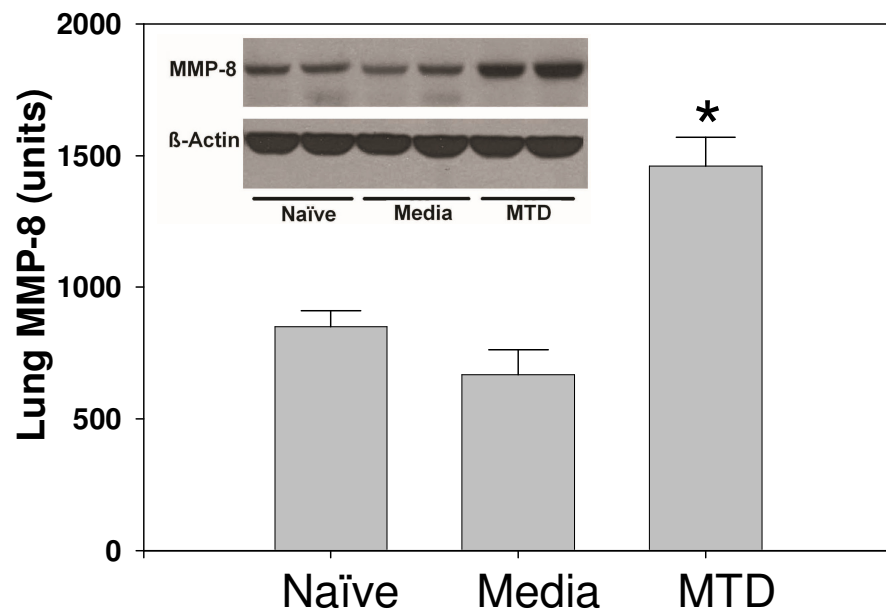 2000
1500
1000
500
0
Lung MMP-8 (units)
MMP-8
ß-Actin
Naïve Media MTD
*
Naïve Media MTD